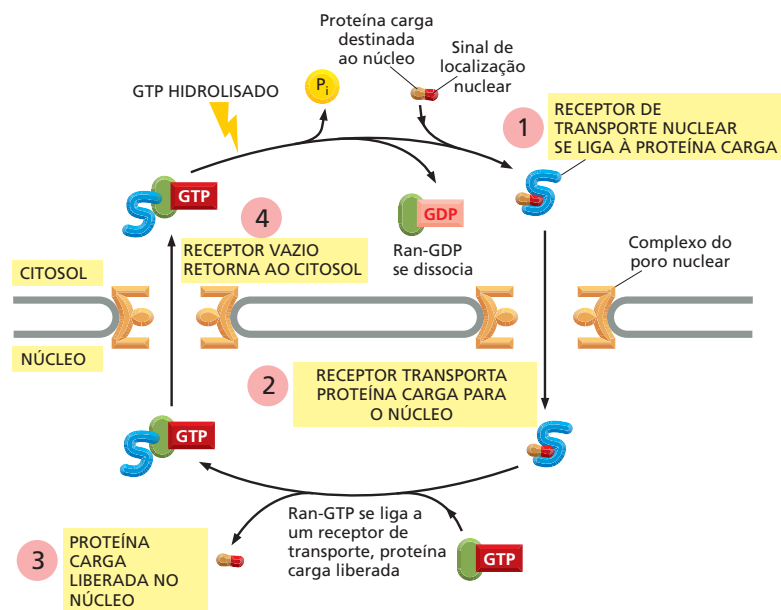 Proteína carga
destinada
ao núcleo
Sinal de
localização
nuclear
GTP HIDROLISADO
Pi
1
RECEPTOR DE
TRANSPORTE NUCLEAR
SE LIGA À PROTEÍNA CARGA
GTP
4
RECEPTOR VAZIO
RETORNA AO CITOSOL
GDP
Ran-GDP
se dissocia
Complexo do
poro nuclear
CITOSOL
NÚCLEO
2
RECEPTOR TRANSPORTA
PROTEÍNA CARGA PARA
O NÚCLEO
GTP
3
PROTEÍNA
CARGA
LIBERADA NO
NÚCLEO
Ran-GTP se liga a
um receptor de
transporte, proteína
carga liberada
GTP